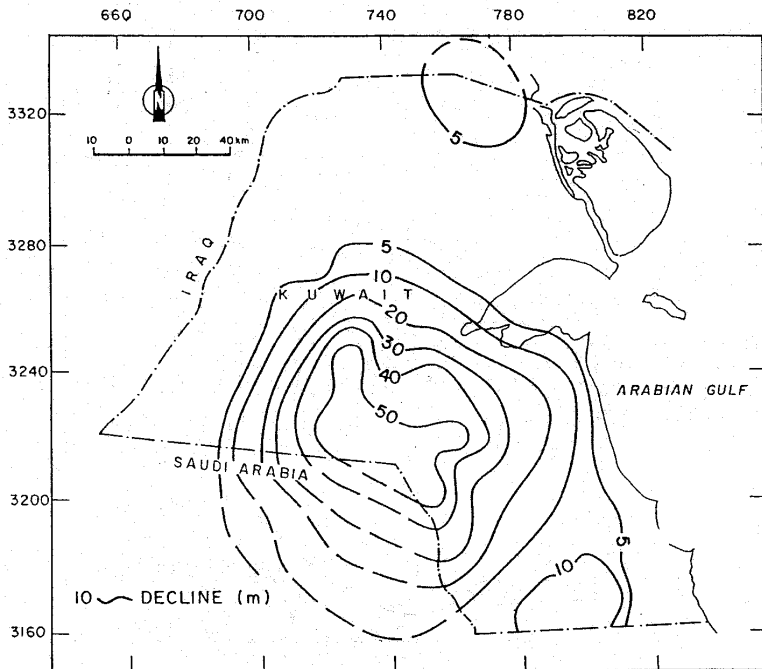 660 700 740 780 820
N
3320
10 0 10 20 40 km
5
3280
IRAQ
5
10
KUWAIT
20
30
3240
40
ARABIAN GULF
50
SAUDI ARABIA
3200
5
10
10 DECLINE (m)
3160